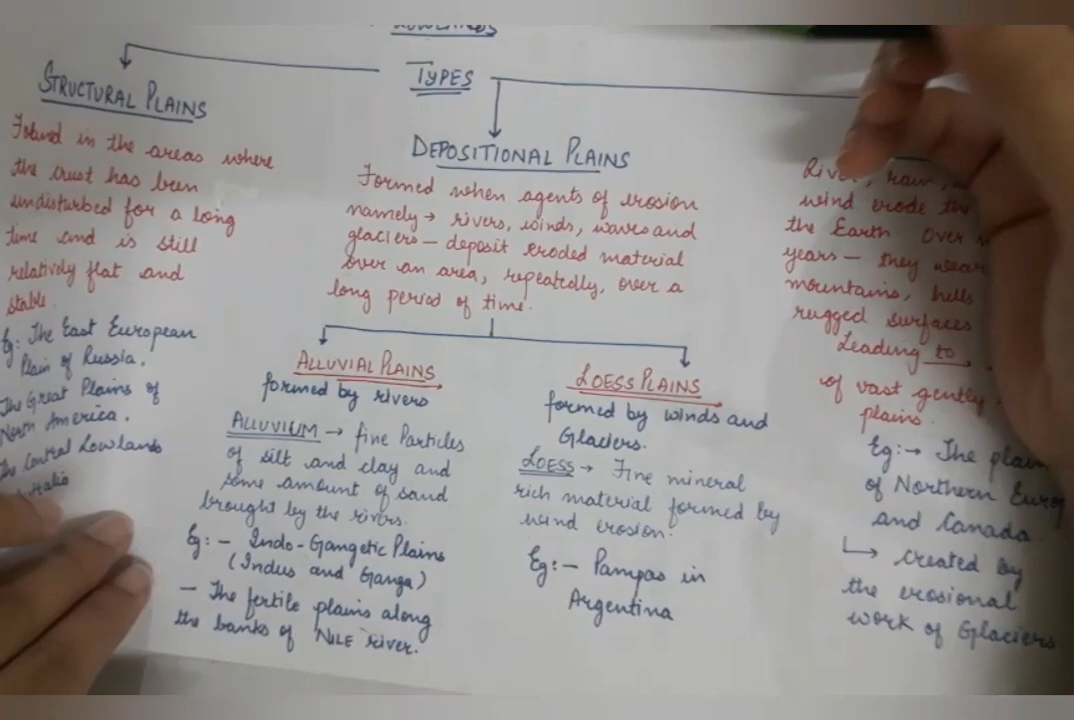 LOWLANDS
TYPES
STRUCTURAL PLAINS
Found in the areas where
the crust has been
undisturbed for a long
time and is still
relatively flat and
stable.
Eg: The East European
Plain of Russia.
The Great Plains of
North America.
The Central Lowlands
DEPOSITIONAL PLAINS
Formed when agents of erosion
namely → rivers, winds, waves and
glaciers — deposit eroded material
over an area, repeatedly, over a
long period of time.
ALLUVIAL PLAINS
formed by rivers
ALLUVIUM → fine Particles
of silt and clay and
some amount of sand
brought by the rivers.
Eg: - Indo-Gangetic Plains
(Indus and Ganga)
- The fertile plains along
the banks of NILE river.
LOESS PLAINS
formed by winds and
Glaciers.
LOESS → Fine mineral
rich material formed by
wind erosion.
Eg: - Pampas in
Argentina
rain,
wind erode the
the Earth over
years — they wear
mountains, hills
rugged surfaces
Leading to
of vast gently
plains.
Eg: → The plain
of Northern Europ
and Canada.
↳ created by
the erosional
work of Glaciers